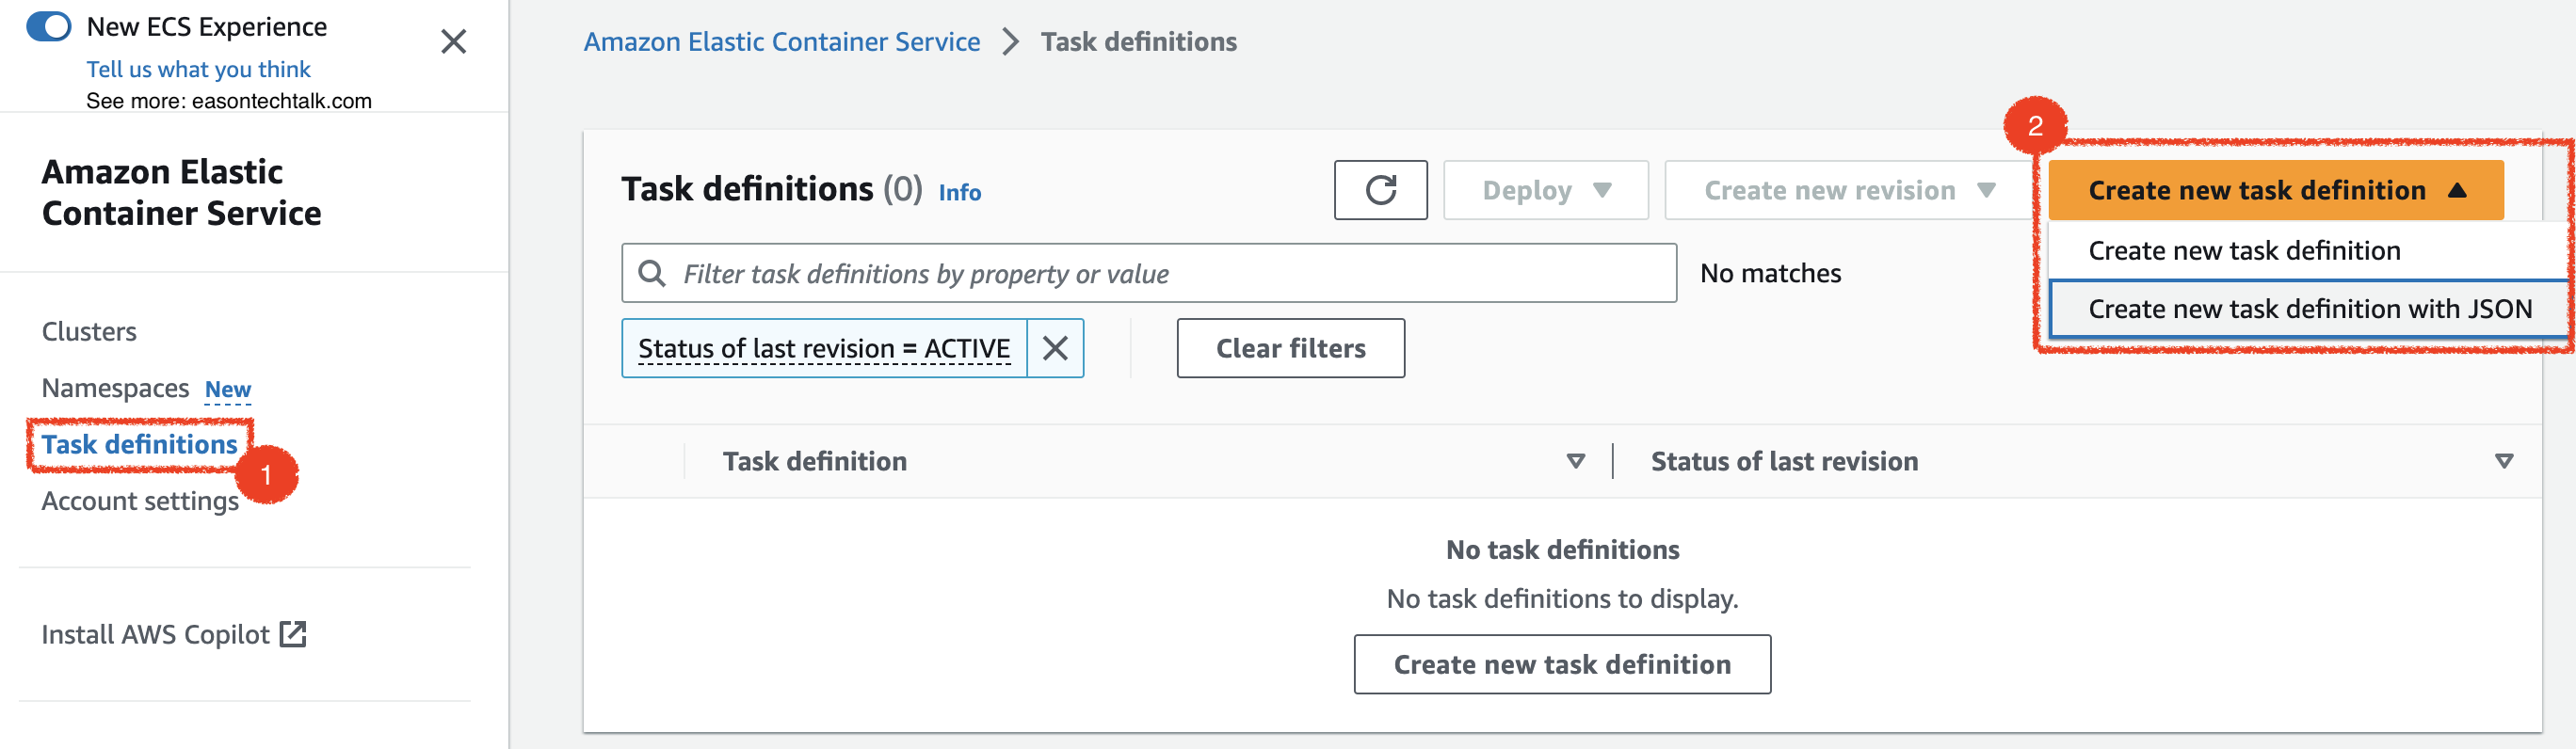 New ECS Experience
Tell us what you think
See more: easontechtalk.com
Amazon Elastic
Container Service
Clusters
Namespaces New
Task definitions
1
Account settings
Install AWS Copilot
Amazon Elastic Container Service > Task definitions
2
Task definitions (0) Info
Deploy
Create new revision
Create new task definition
Create new task definition
Create new task definition with JSON
Filter task definitions by property or value
No matches
Status of last revision = ACTIVE
Clear filters
Task definition
Status of last revision
No task definitions
No task definitions to display.
Create new task definition